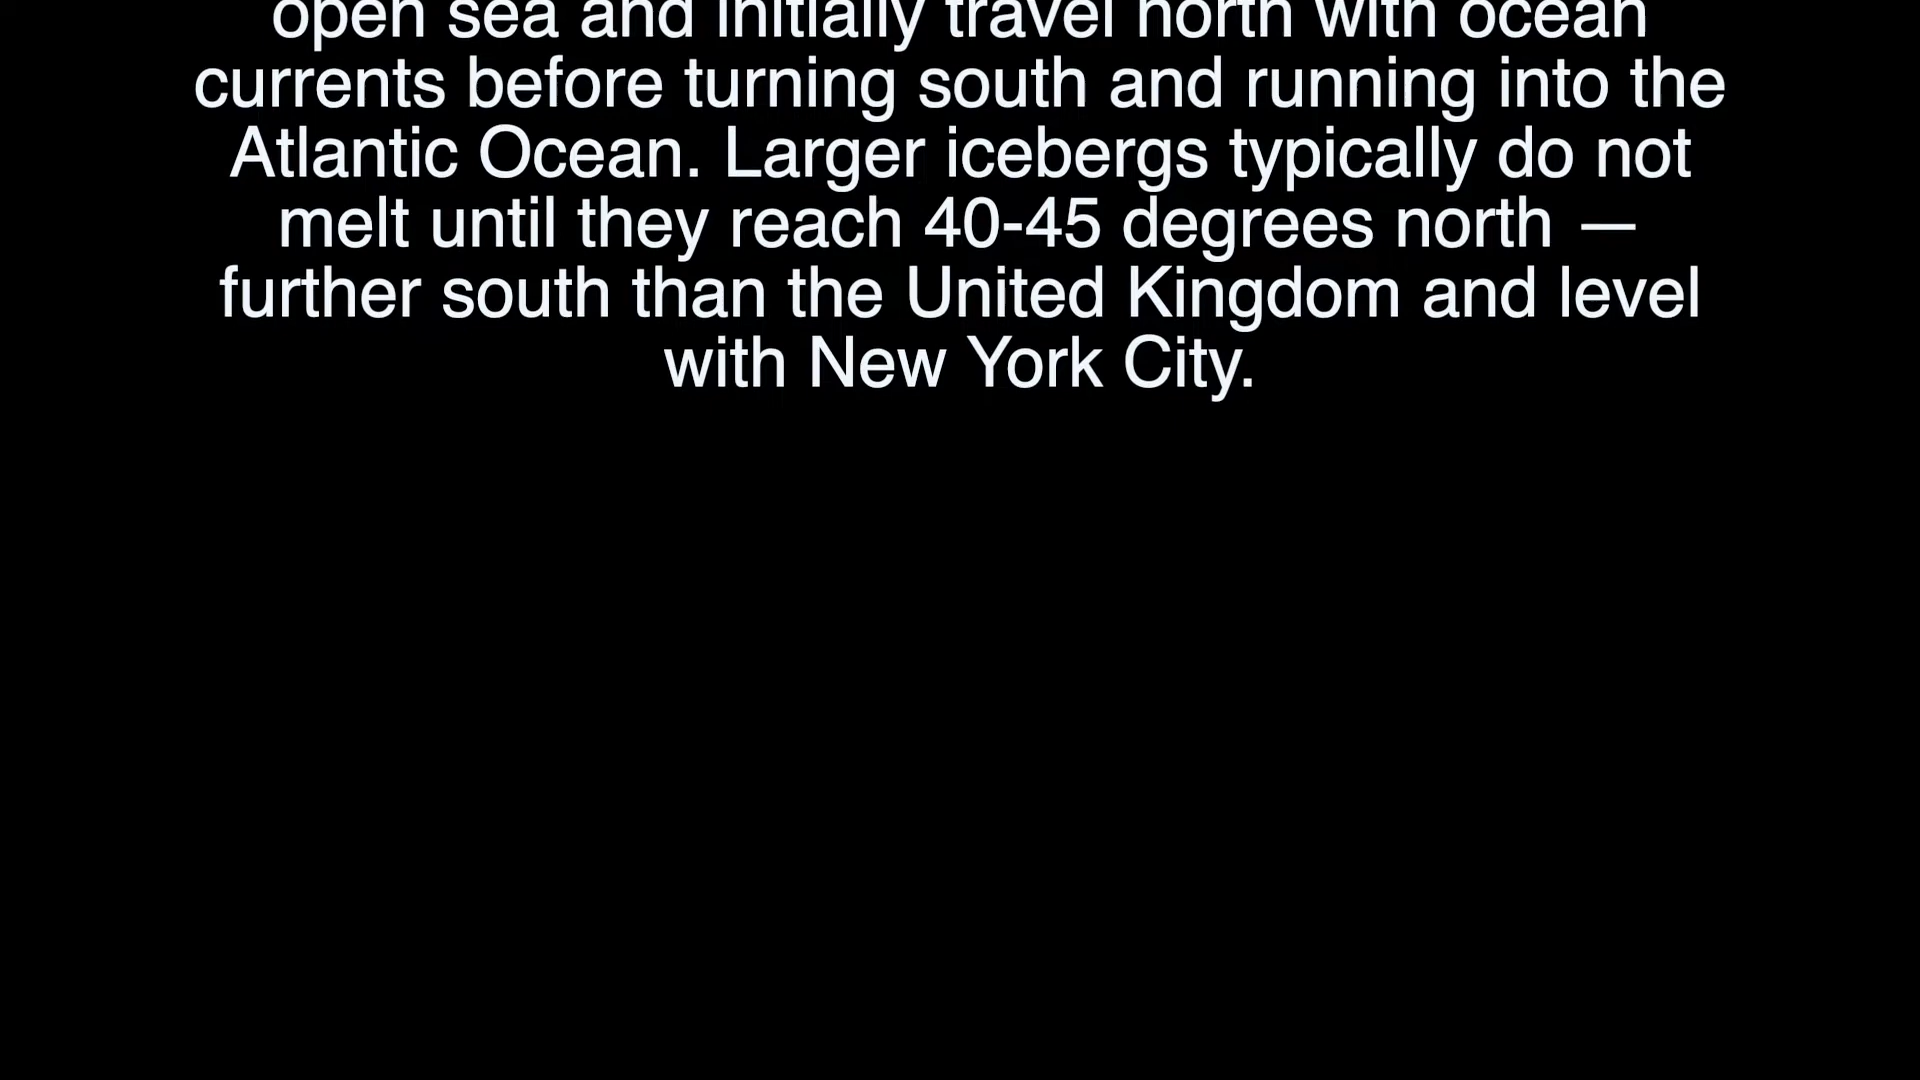 open sea and initially travel north with ocean
currents before turning south and running into the
Atlantic Ocean. Larger icebergs typically do not
melt until they reach 40-45 degrees north —
further south than the United Kingdom and level
with New York City.